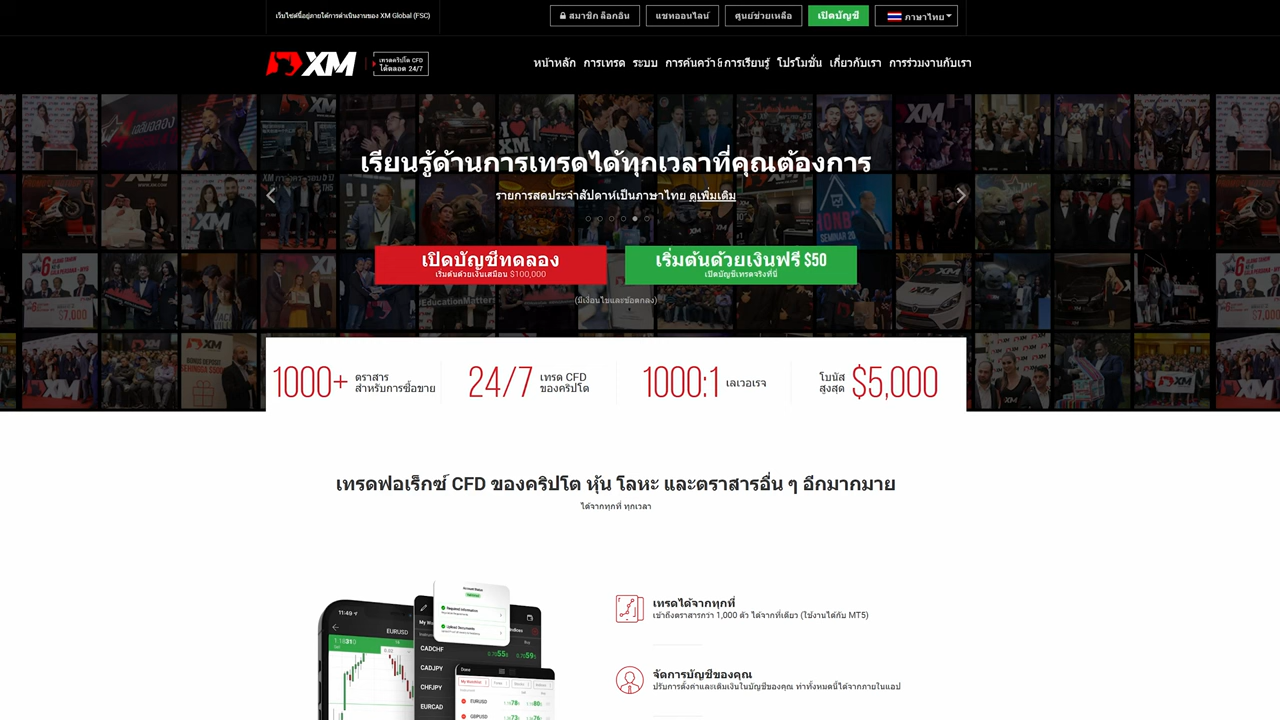 เว็บไซต์นี้อยู่ภายใต้การดำเนินงานของ XM Global (FSC)
สมาชิก ล็อกอิน
แชทออนไลน์
ศูนย์ช่วยเหลือ
เปิดบัญชี
ภาษาไทย
XM
เทรดคริปโต CFD
ได้ตลอด 24/7
หน้าหลัก การเทรด ระบบ การค้นคว้า & การเรียนรู้ โปรโมชั่น เกี่ยวกับเรา การร่วมงานกับเรา
เรียนรู้ด้านการเทรดได้ทุกเวลาที่คุณต้องการ
รายการสดประจำสัปดาห์เป็นภาษาไทย ดูเพิ่มเติม
เปิดบัญชีทดลอง
เริ่มต้นด้วยเงินเสมือน $100,000
เริ่มต้นด้วยเงินฟรี $50
เปิดบัญชีเทรดจริงที่นี่
(มีเงื่อนไขและข้อตกลง)
1000+ ตราสาร
สำหรับการซื้อขาย
24/7 เทรด CFD
ของคริปโต
1000:1 เลเวอเรจ
โบนัส
สูงสุด $5,000
เทรดฟอเร็กซ์ CFD ของคริปโต หุ้น โลหะ และตราสารอื่น ๆ อีกมากมาย
ได้จากทุกที่ ทุกเวลา
11:49
EURUSD
CADCHF
CADJPY
CHFJPY
EURCAD
EURUSD
GBPUSD
เทรดได้จากทุกที่
เข้าถึงตราสารกว่า 1,000 ตัว ได้จากที่เดียว (ใช้งานได้กับ MT5)
จัดการบัญชีของคุณ
ปรับการตั้งค่าและเติมเงินในบัญชีของคุณ ทำทั้งหมดนี้ได้จากภายในแอป